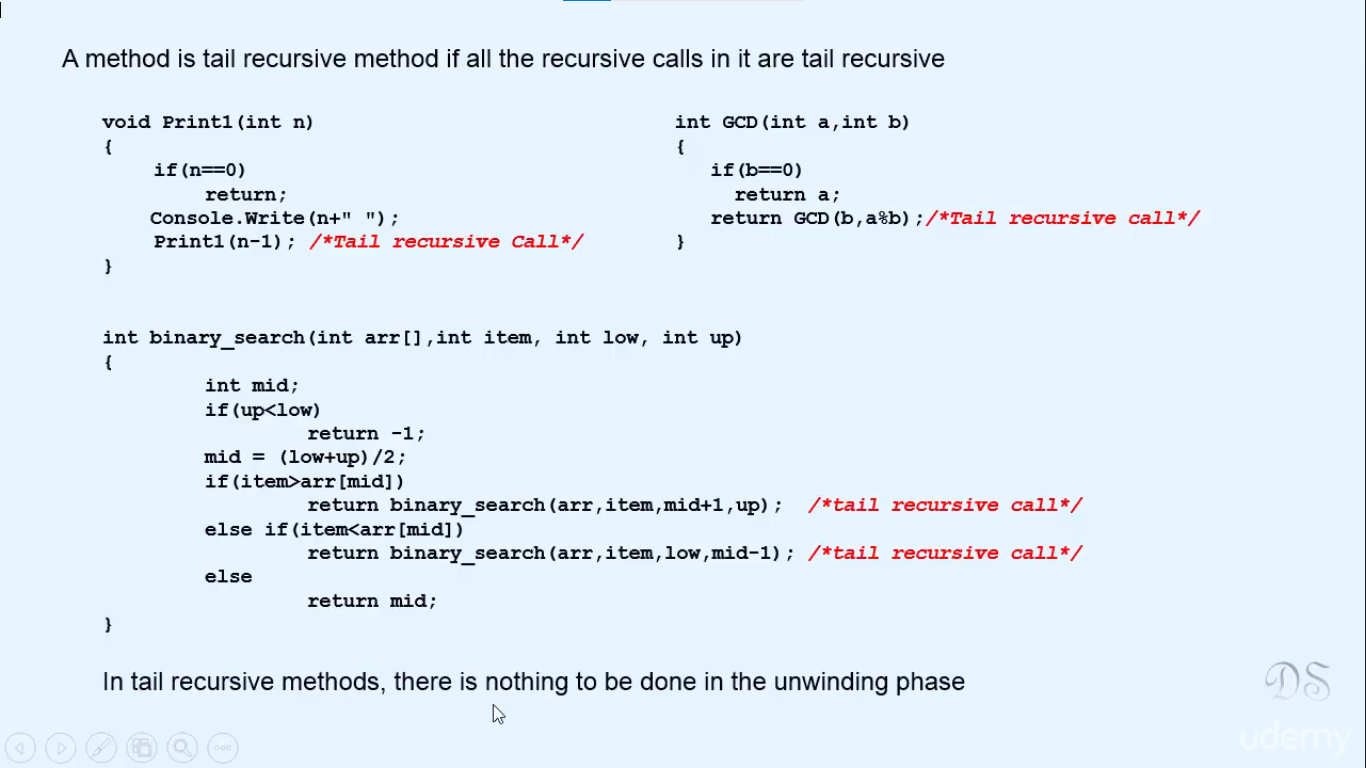 A method is tail recursive method if all the recursive calls in it are tail recursive
void Print1(int n)
{
if(n==0)
return;
Console.Write(n+" ");
Print1(n-1); /*Tail recursive Call*/
}
int GCD(int a,int b)
{
if(b==0)
return a;
return GCD(b,a%b);/*Tail recursive call*/
}
int binary_search(int arr[],int item, int low, int up)
{
int mid;
if(up<low)
return -1;
mid = (low+up)/2;
if(item>arr[mid])
return binary_search(arr,item,mid+1,up); /*tail recursive call*/
else if(item<arr[mid])
return binary_search(arr,item,low,mid-1); /*tail recursive call*/
else
return mid;
}
In tail recursive methods, there is nothing to be done in the unwinding phase
DS
udemy